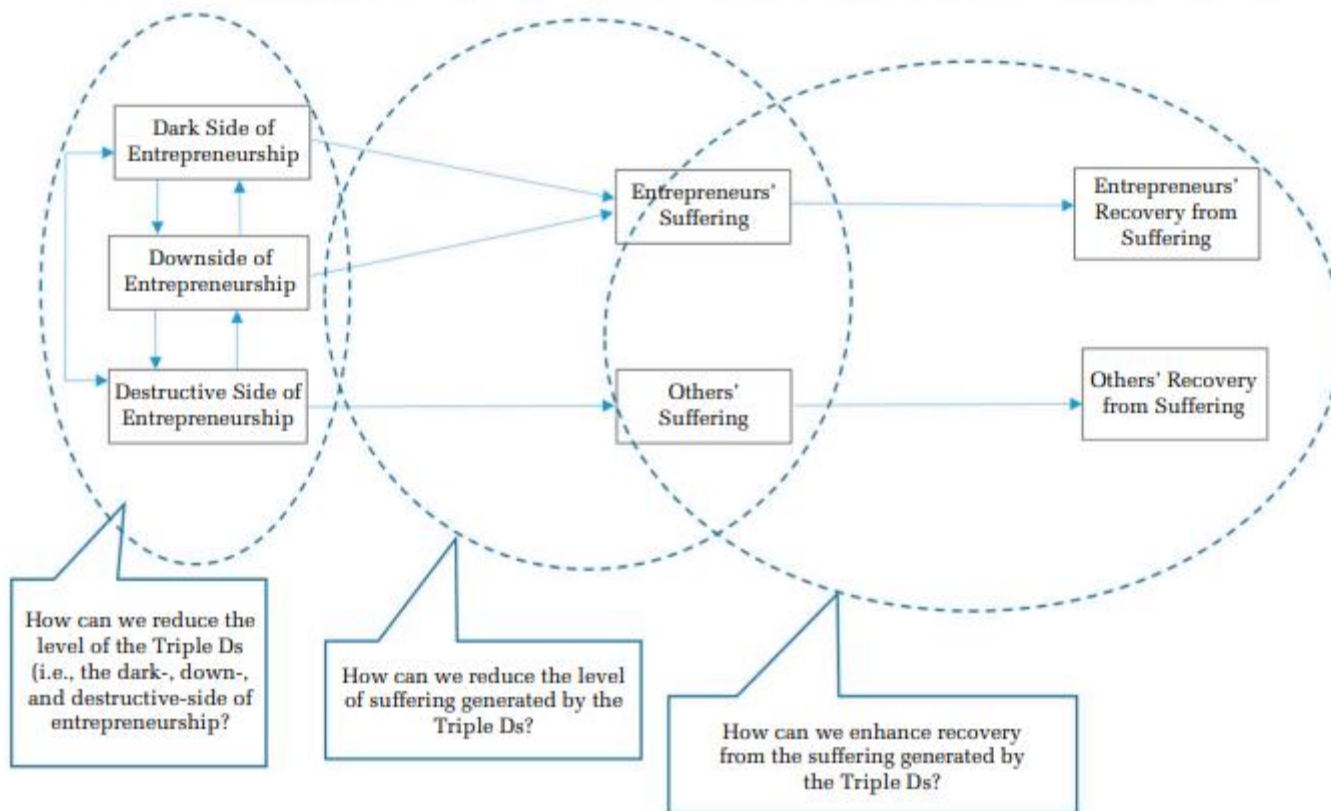 Dark Side of
Entrepreneurship
Entrepreneurs'
Suffering
Entrepreneurs'
Recovery from
Suffering
Downside of
Entrepreneurship
Destructive Side of
Entrepreneurship
Others'
Suffering
Others' Recovery
from Suffering
How can we reduce the
level of the Triple Ds
(i.e., the dark-, down-,
and destructive-side of
entrepreneurship?
How can we reduce the level
of suffering generated by the
Triple Ds?
How can we enhance recovery
from the suffering generated by
the Triple Ds?